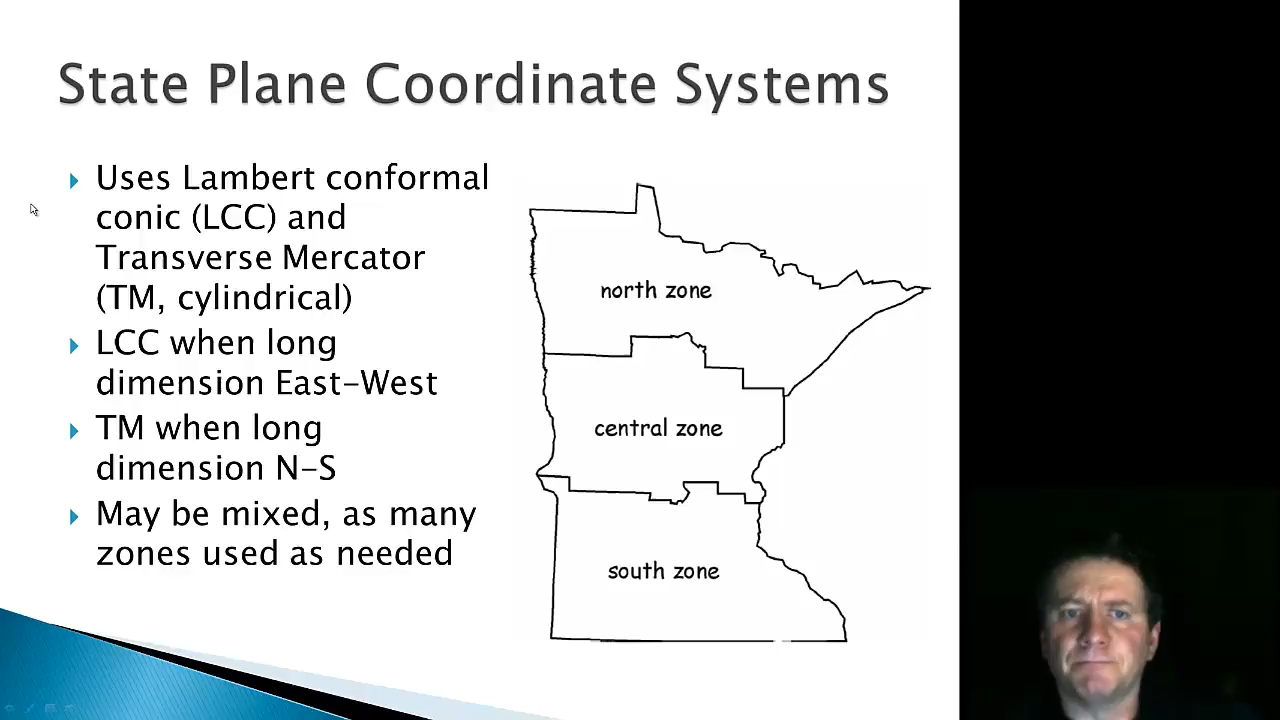 State Plane Coordinate Systems
Uses Lambert conformal
conic (LCC) and
Transverse Mercator
(TM, cylindrical)
LCC when long
dimension East-West
TM when long
dimension N-S
May be mixed, as many
zones used as needed
north zone
central zone
south zone